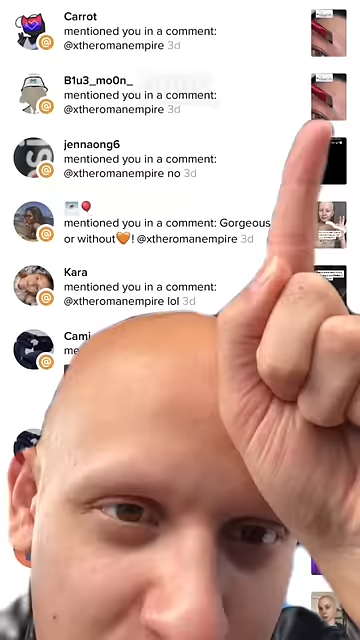 Carrot
mentioned you in a comment:
@xtheromanempire 3d
B1u3_mo0n_
mentioned you in a comment:
@xtheromanempire 3d
jennaong6
mentioned you in a comment:
@xtheromanempire no 3d
mentioned you in a comment: Gorgeous
or without🧡! @xtheromanempire 3d
Kara
mentioned you in a comment:
@xtheromanempire lol 3d
Cami
me